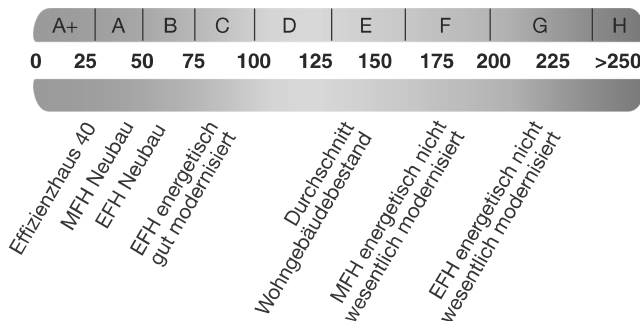 A+ A B C D E F G H
0 25 50 75 100 125 150 175 200 225 >250
Effizienzhaus 40
MFH Neubau
EFH Neubau
EFH energetisch
gut modernisiert
Durchschnitt
Wohngebäudebestand
MFH energetisch nicht
wesentlich modernisiert
EFH energetisch nicht
wesentlich modernisiert